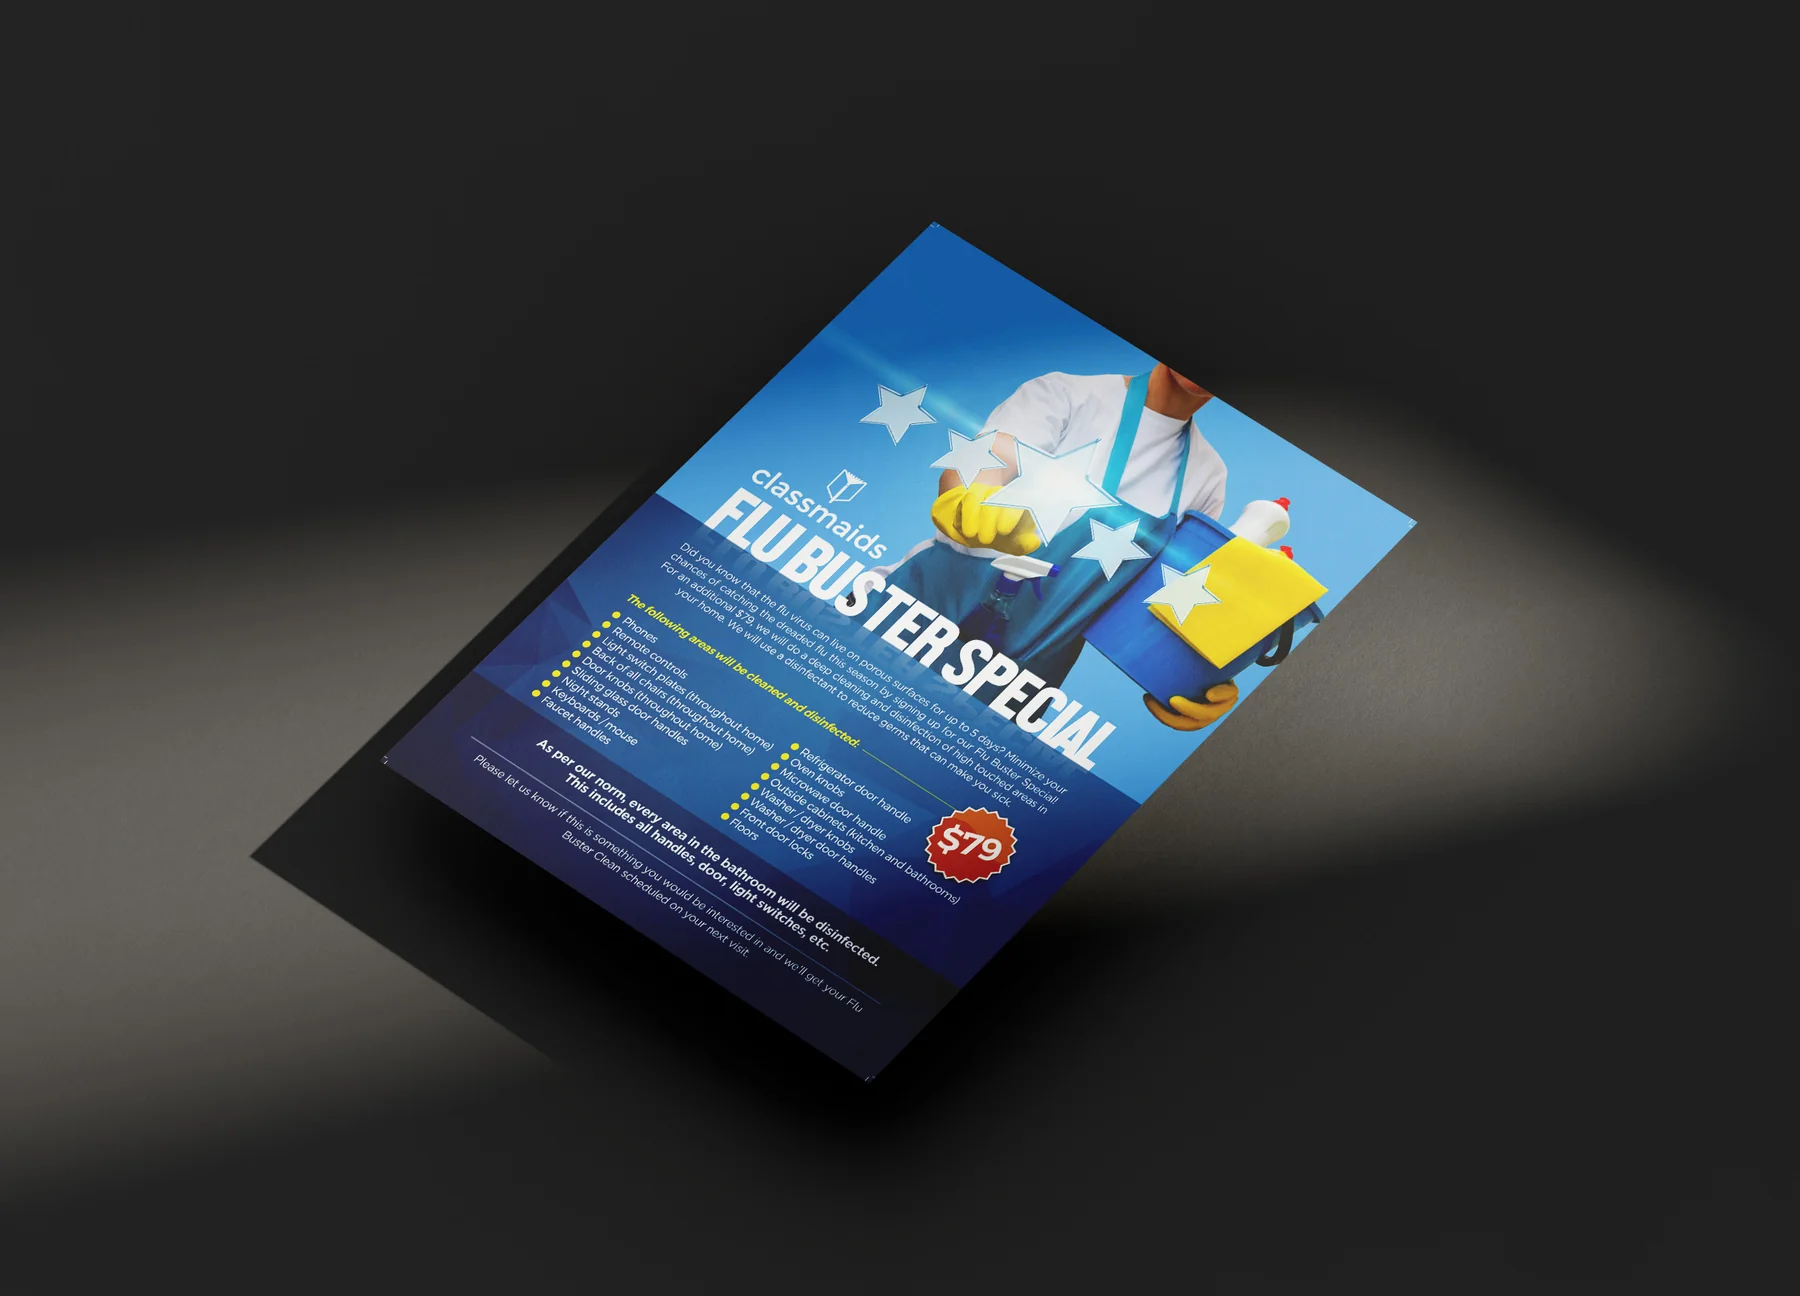 classmaids
FLU BUSTER SPECIAL
Did you know that the flu virus can live on porous surfaces for up to 5 days? Minimize your
chances of catching the dreaded flu this season by signing up for our Flu Buster Special!
For an additional $79, we will do a deep cleaning and disinfection of high touched areas in
your home. We will use a disinfectant to reduce germs that can make you sick.
The following areas will be cleaned and disinfected:
Phones
Remote controls
Light switch plates (throughout home)
Back of all chairs (throughout home)
Door knobs (throughout home)
Sliding glass door handles
Night stands
Keyboards / mouse
Faucet handles
Refrigerator door handle
Oven knobs
Microwave door handle
Outside cabinets (kitchen and bathrooms)
Washer / dryer knobs
Washer / dryer door handles
Front door locks
Floors
$79
As per our norm, every area in the bathroom will be disinfected.
This includes all handles, door, light switches, etc.
Please let us know if this is something you would be interested in and we'll get your Flu
Buster Clean scheduled on your next visit.